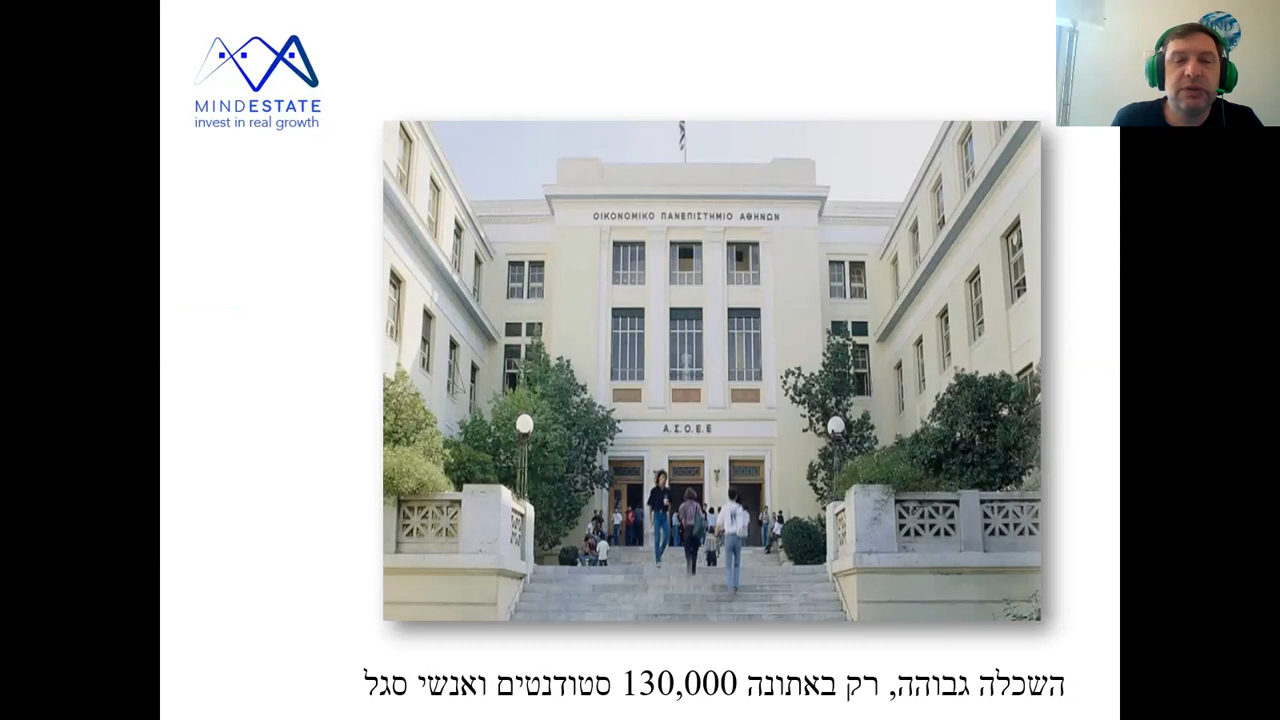 MINDESTATE
invest in real growth
ΟΙΚΟΝΟΜΙΚΟ ΠΑΝΕΠΙΣΤΗΜΙΟ ΑΘΗΝΩΝ
Α.Σ.Ο.Ε.Ε
השכלה גבוהה, רק באתונה 130,000 סטודנטים ואנשי סגל